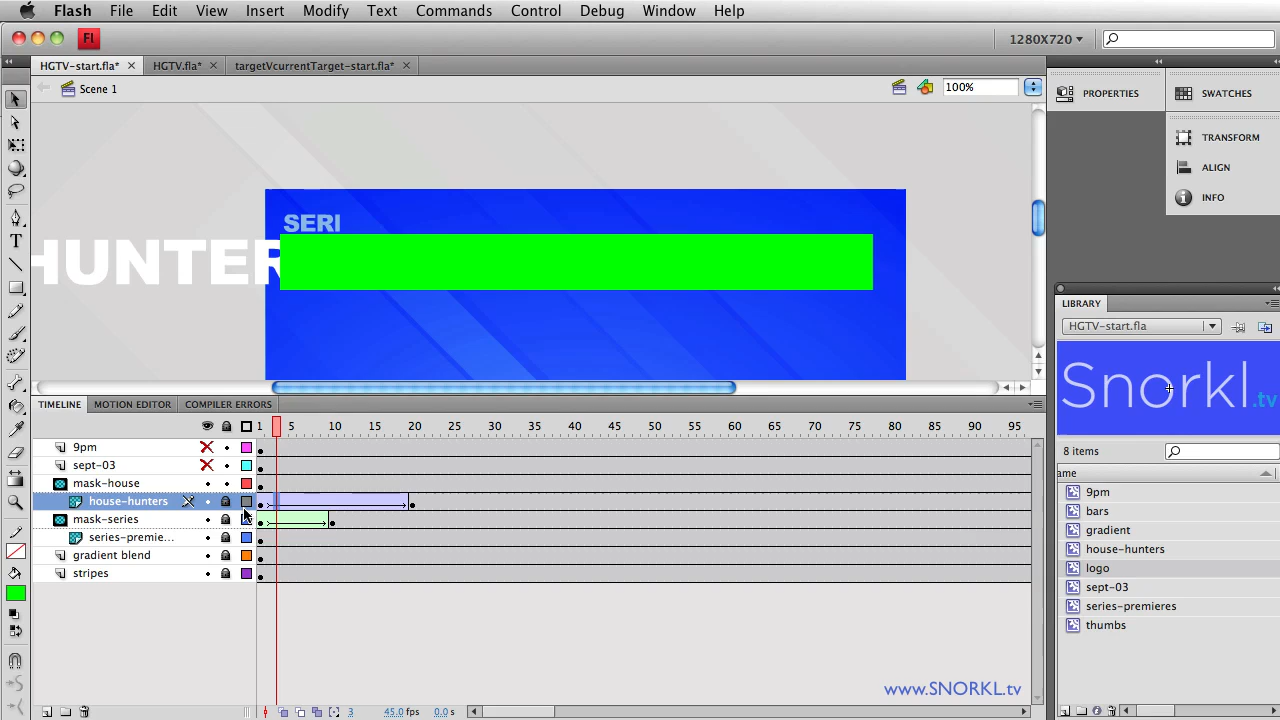 Flash File Edit View Insert Modify Text Commands Control Debug Window Help
Fl 1280X720
HGTV-start.fla* HGTV.fla* targetVcurrentTarget-start.fla*
Scene 1 100%
PROPERTIES SWATCHES
TRANSFORM
ALIGN
INFO
SERI
HUNTER
LIBRARY
HGTV-start.fla
Snorkl.tv
8 items
ame
9pm
bars
gradient
house-hunters
logo
sept-03
series-premieres
thumbs
TIMELINE MOTION EDITOR COMPILER ERRORS
1 5 10 15 20 25 30 35 40 45 50 55 60 65 70 75 80 85 90 95
9pm
sept-03
mask-house
house-hunters
mask-series
series-premie...
gradient blend
stripes
www.SNORKL.tv
3 45.0 fps 0.0 s